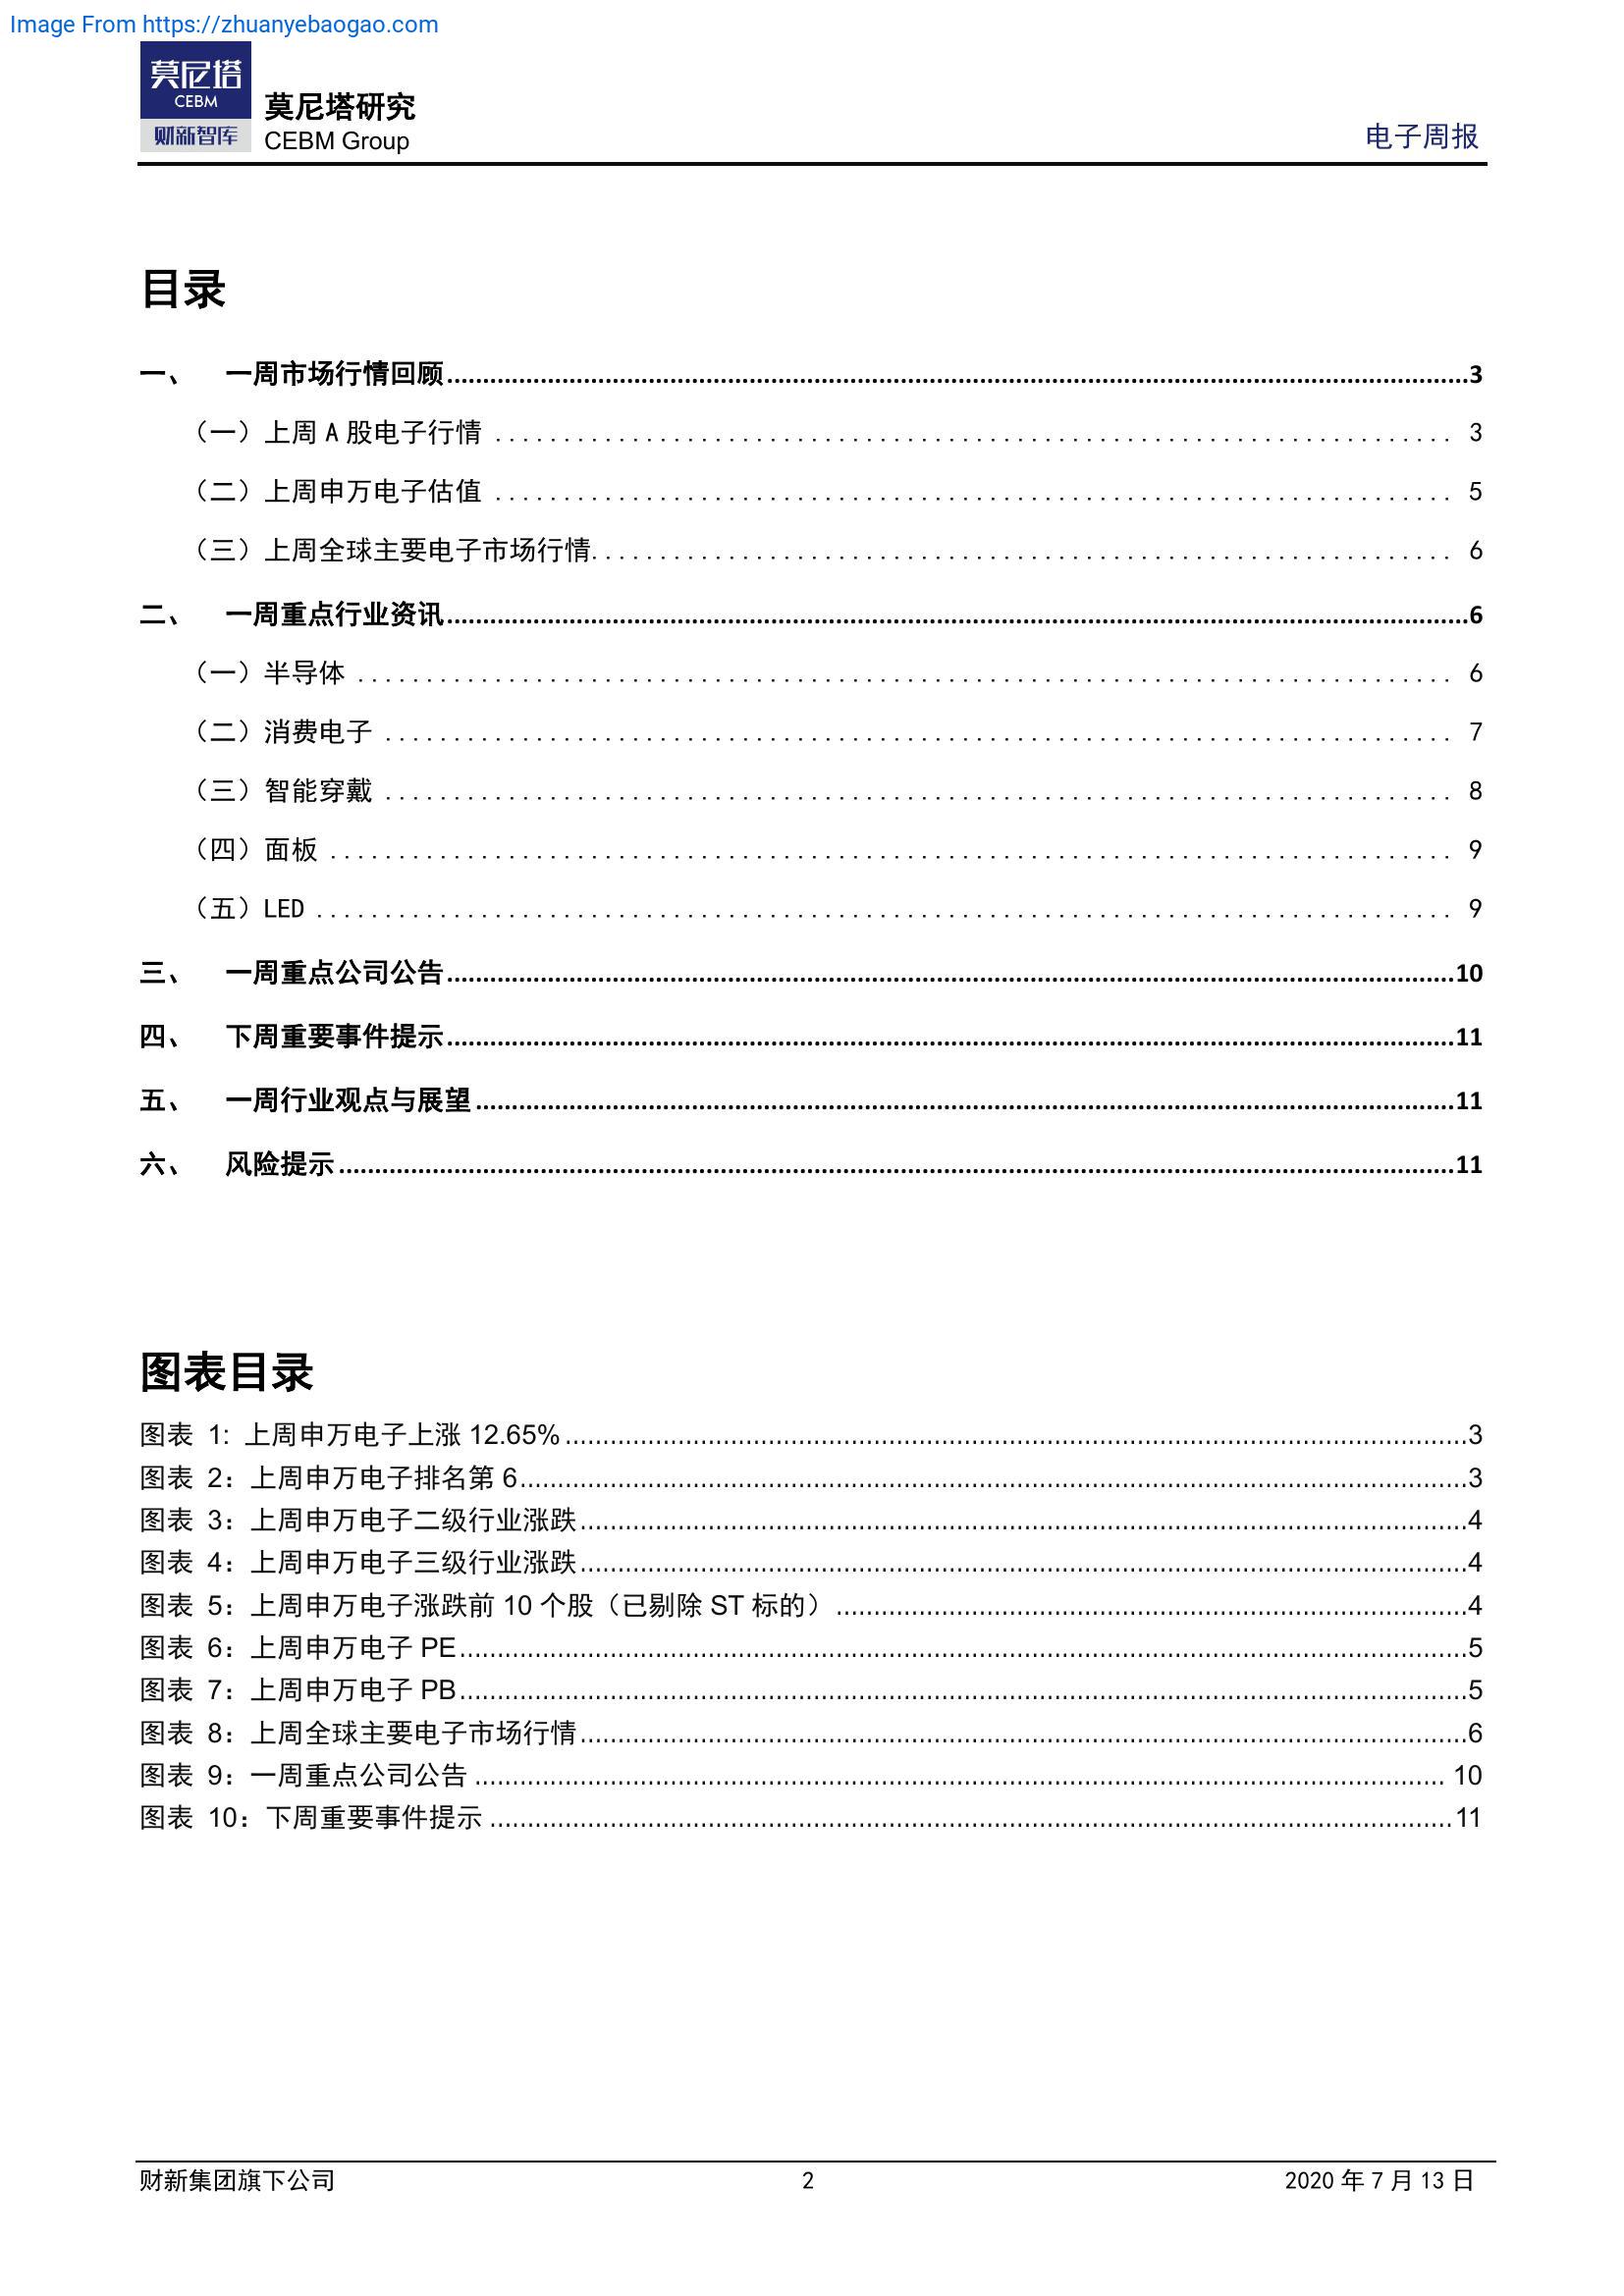 Image From https://zhuanyebaogao.com
莫尼塔
CEBM
财新智库
莫尼塔研究
CEBM Group
电子周报
目录
一、 一周市场行情回顾........................................3
（一）上周 A 股电子行情 ........................................ 3
（二）上周申万电子估值 ........................................ 5
（三）上周全球主要电子市场行情........................................ 6
二、 一周重点行业资讯........................................6
（一）半导体 ........................................ 6
（二）消费电子 ........................................ 7
（三）智能穿戴 ........................................ 8
（四）面板 ........................................ 9
（五）LED ........................................ 9
三、 一周重点公司公告........................................10
四、 下周重要事件提示........................................11
五、 一周行业观点与展望........................................11
六、 风险提示........................................11
图表目录
图表 1: 上周申万电子上涨 12.65%........................................3
图表 2：上周申万电子排名第 6........................................3
图表 3：上周申万电子二级行业涨跌........................................4
图表 4：上周申万电子三级行业涨跌........................................4
图表 5：上周申万电子涨跌前 10 个股（已剔除 ST 标的）........................................4
图表 6：上周申万电子 PE........................................5
图表 7：上周申万电子 PB........................................5
图表 8：上周全球主要电子市场行情........................................6
图表 9：一周重点公司公告........................................ 10
图表 10：下周重要事件提示........................................11
财新集团旗下公司 2 2020 年 7 月 13 日